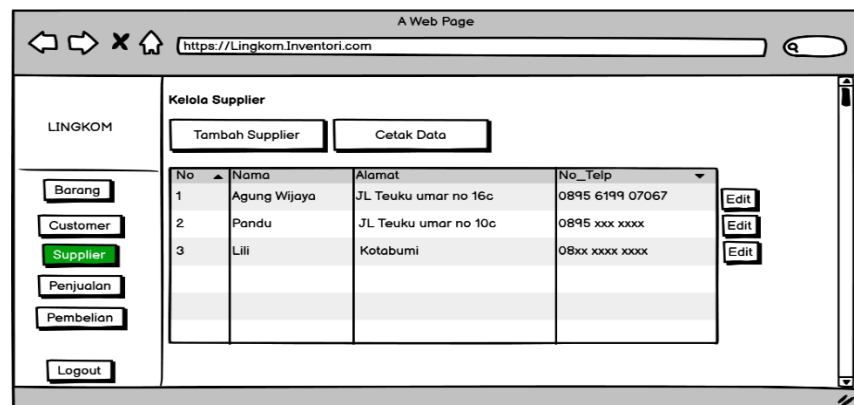 A Web Page
https://Lingkom.Inventori.com
LINGKOM
Barang
Customer
Supplier
Penjualan
Pembelian
Logout
Kelola Supplier
Tambah Supplier Cetak Data
No Nama Alamat No_Telp
1 Agung Wijaya JL Teuku umar no 16c 0895 6199 07067 Edit
2 Pandu JL Teuku umar no 10c 0895 xxx xxxx Edit
3 Lili Kotabumi 08xx xxxx xxxx Edit